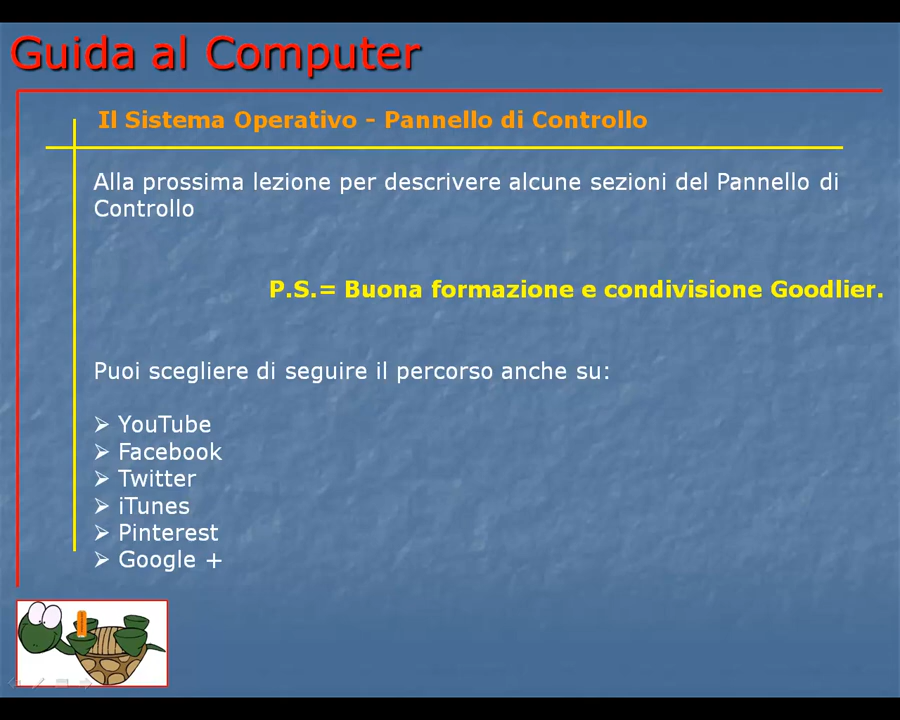 Guida al Computer
Il Sistema Operativo - Pannello di Controllo
Alla prossima lezione per descrivere alcune sezioni del Pannello di
Controllo
P.S.= Buona formazione e condivisione Goodlier.
Puoi scegliere di seguire il percorso anche su:
YouTube
Facebook
Twitter
iTunes
Pinterest
Google +